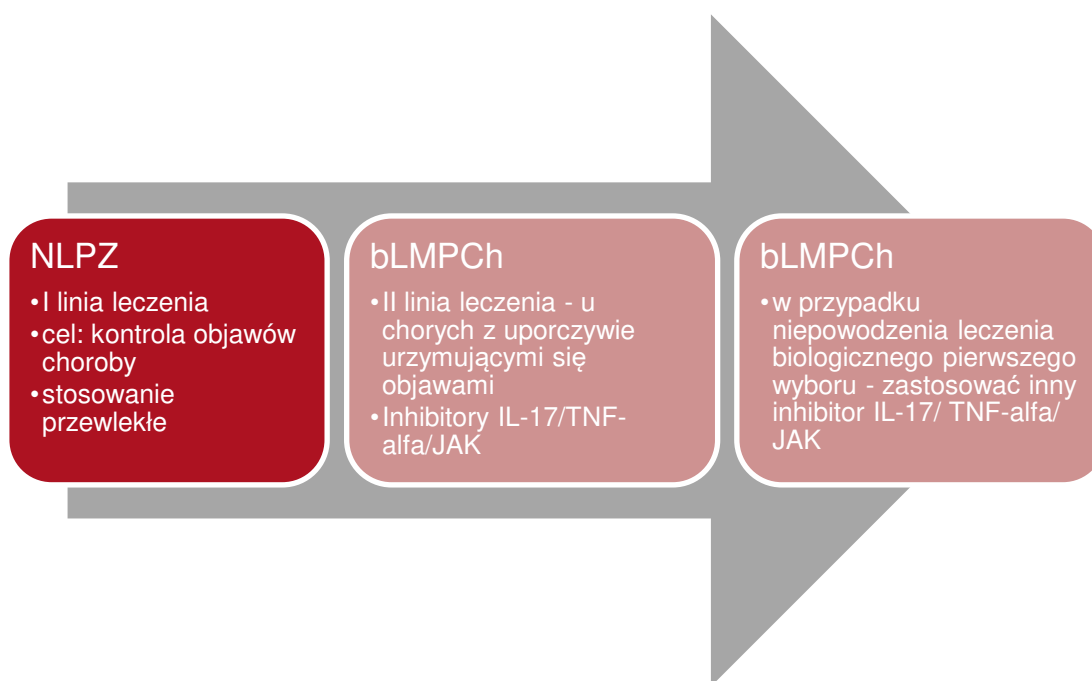 NLPZ
•I linia leczenia
•cel: kontrola objawów
choroby
•stosowanie
przewlekłe
bLMPCh
•II linia leczenia - u
chorych z uporczywie
urzymującymi się
objawami
•Inhibitory IL-17/TNF-
alfa/JAK
bLMPCh
•w przypadku
niepowodzenia leczenia
biologicznego pierwszego
wyboru - zastosować inny
inhibitor IL-17/ TNF-alfa/
JAK